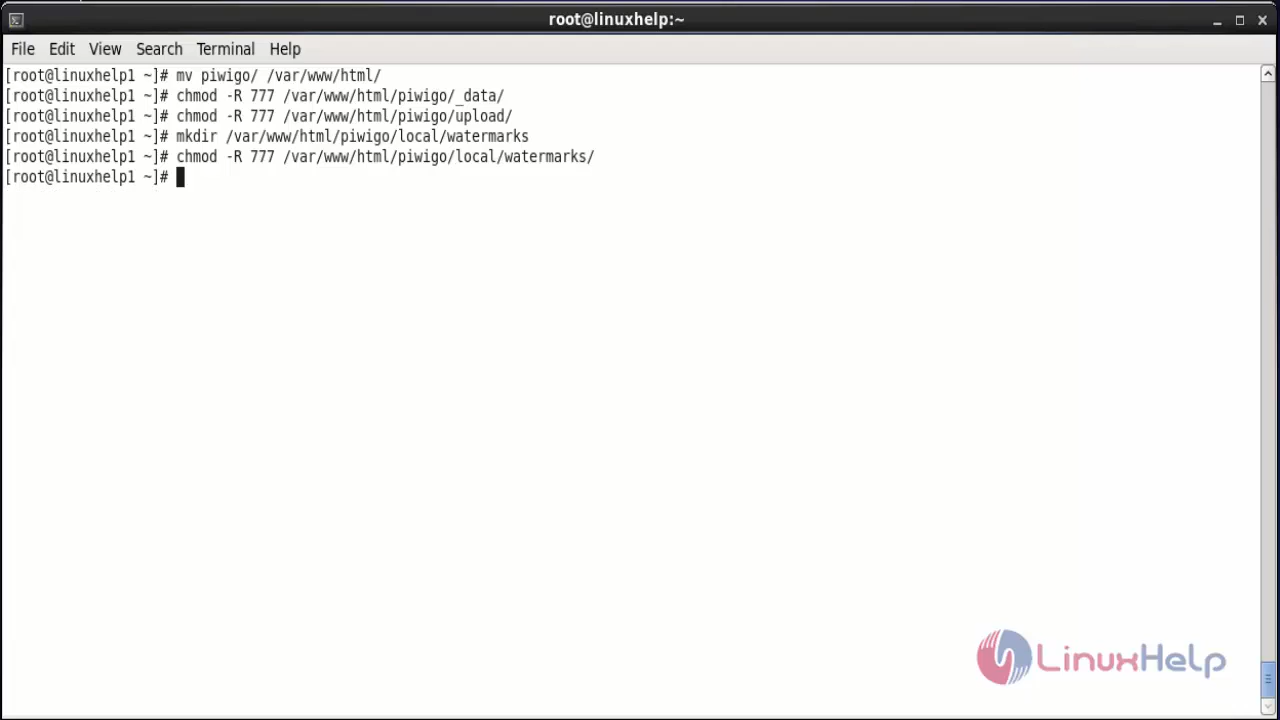 root@linuxhelp:~
File Edit View Search Terminal Help
[root@linuxhelp1 ~]# mv piwigo/ /var/www/html/
[root@linuxhelp1 ~]# chmod -R 777 /var/www/html/piwigo/_data/
[root@linuxhelp1 ~]# chmod -R 777 /var/www/html/piwigo/upload/
[root@linuxhelp1 ~]# mkdir /var/www/html/piwigo/local/watermarks
[root@linuxhelp1 ~]# chmod -R 777 /var/www/html/piwigo/local/watermarks/
[root@linuxhelp1 ~]#
LinuxHelp